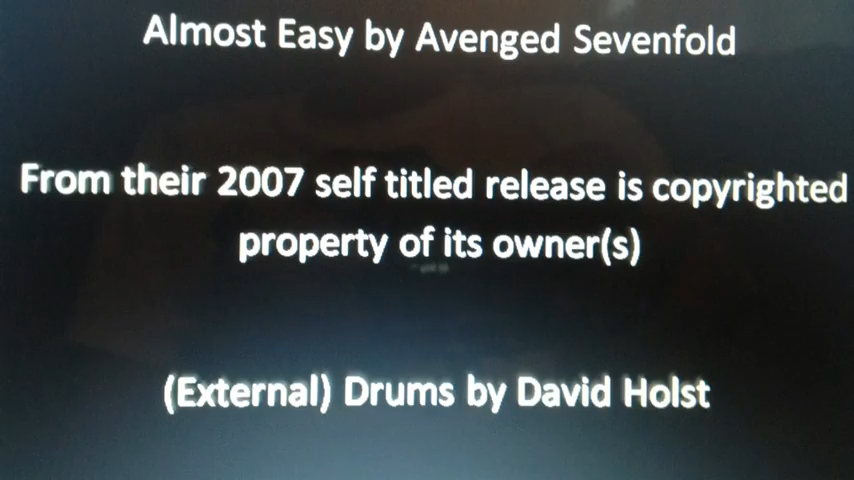 Almost Easy by Avenged Sevenfold
From their 2007 self titled release is copyrighted
property of its owner(s)
(External) Drums by David Holst